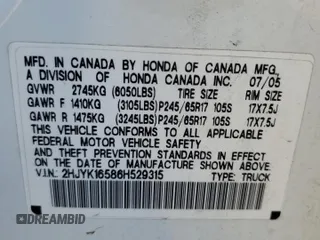 MFD. IN CANADA BY HONDA OF CANADA MFG.,
A DIVISION OF HONDA CANADA INC. 07/05
GVWR 2745KG (6050LBS) TIRE SIZE RIM SIZE
GAWR F 1410KG (3105LBS) P245/65R17 105S 17X7.5J
GAWR R 1475KG (3245LBS) P245/65R17 105S 17X7.5J
THIS VEHICLE CONFORMS TO ALL APPLICABLE
FEDERAL MOTOR VEHICLE SAFETY STANDARDS
IN EFFECT ON THE DATE OF MANUFACTURE
SHOWN ABOVE.
V.I.N.: 2HJYK16586H529315 TYPE: TRUCK
DREAMBID